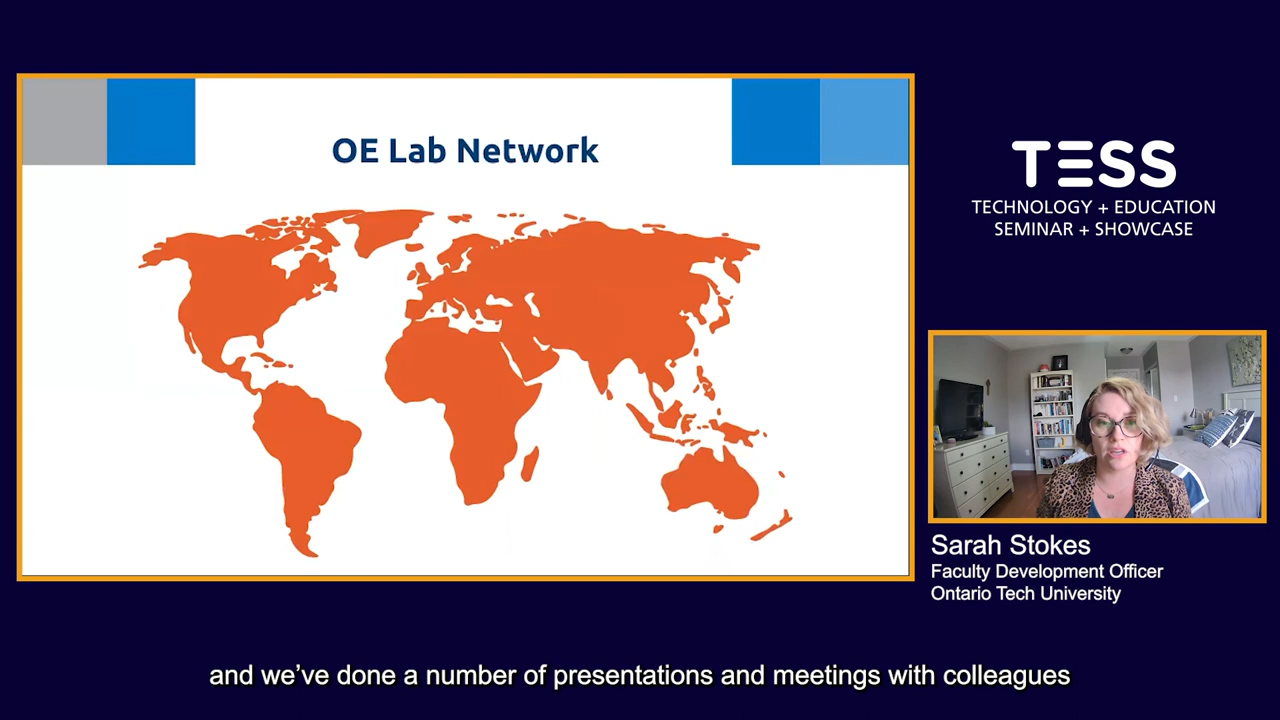 OE Lab Network
TESS
TECHNOLOGY + EDUCATION
SEMINAR + SHOWCASE
Sarah Stokes
Faculty Development Officer
Ontario Tech University
and we’ve done a number of presentations and meetings with colleagues